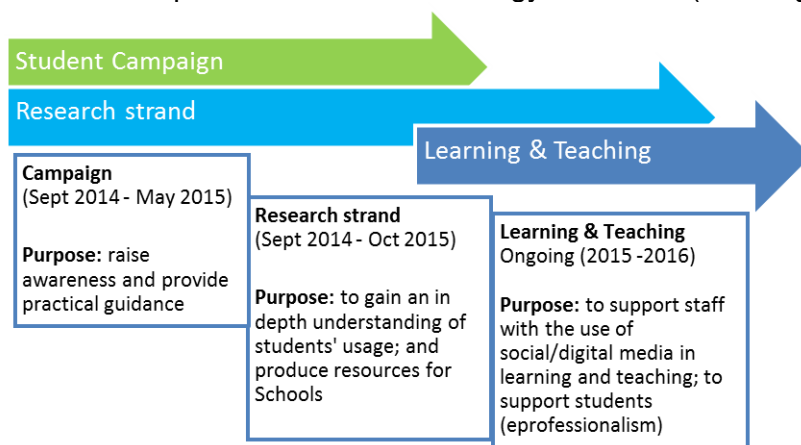 Student Campaign
Research strand
Learning & Teaching
Campaign
(Sept 2014 - May 2015)
Purpose: raise
awareness and provide
practical guidance
Research strand
(Sept 2014 - Oct 2015)
Purpose: to gain an in
depth understanding of
students' usage; and
produce resources for
Schools
Learning & Teaching
Ongoing (2015 -2016)
Purpose: to support staff
with the use of
social/digital media in
learning and teaching; to
support students
(eprofessionalism)